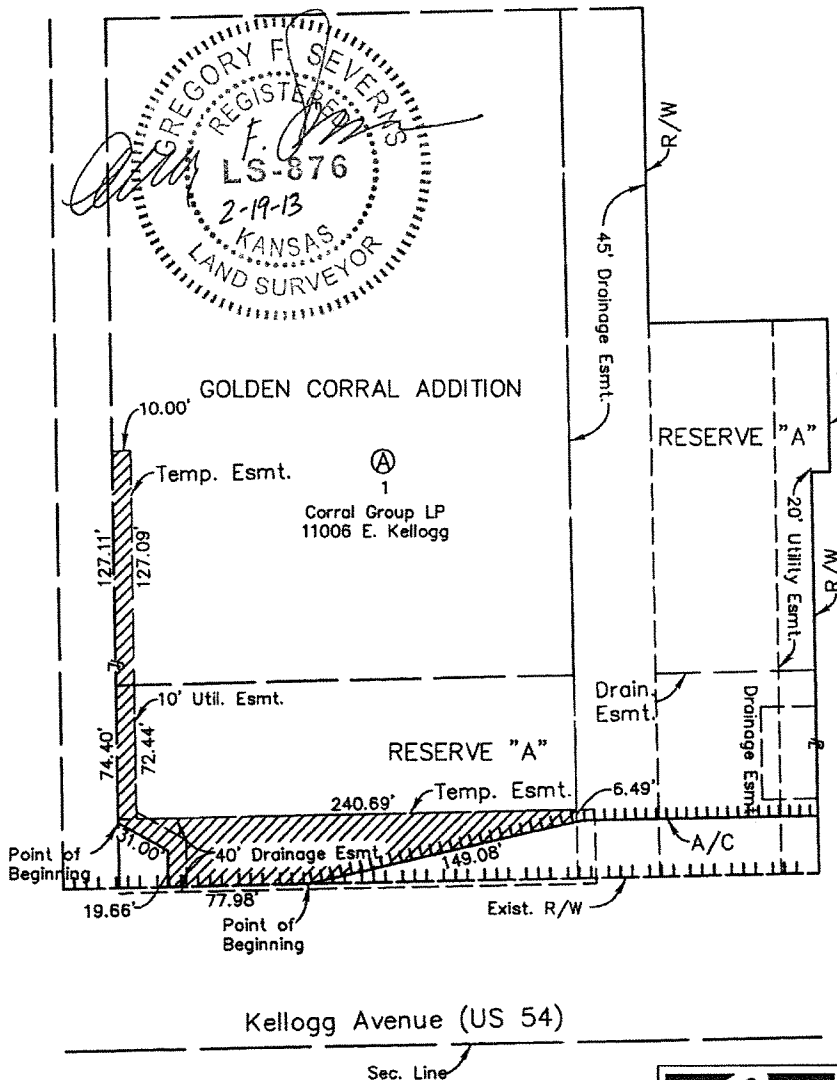 GREGORY F. SEVERNS
REGISTERED
F.
LS-876
2-19-13
KANSAS
LAND SURVEYOR
R/W
45' Drainage Esmt.
GOLDEN CORRAL ADDITION
10.00'
Temp. Esmt.
A
1
Corral Group LP
11006 E. Kellogg
RESERVE "A"
127.11'
127.09'
20' Utility Esmt.
R/W
10' Util. Esmt.
Drain.
Esmt.
Drainage Esmt
74.40'
72.44'
RESERVE "A"
Temp. Esmt.
240.69'
6.49'
Point of
Beginning
31.00'
40' Drainage Esmt.
149.08'
A/C
19.66'
77.98'
Exist. R/W
Point of
Beginning
Kellogg Avenue (US 54)
Sec. Line